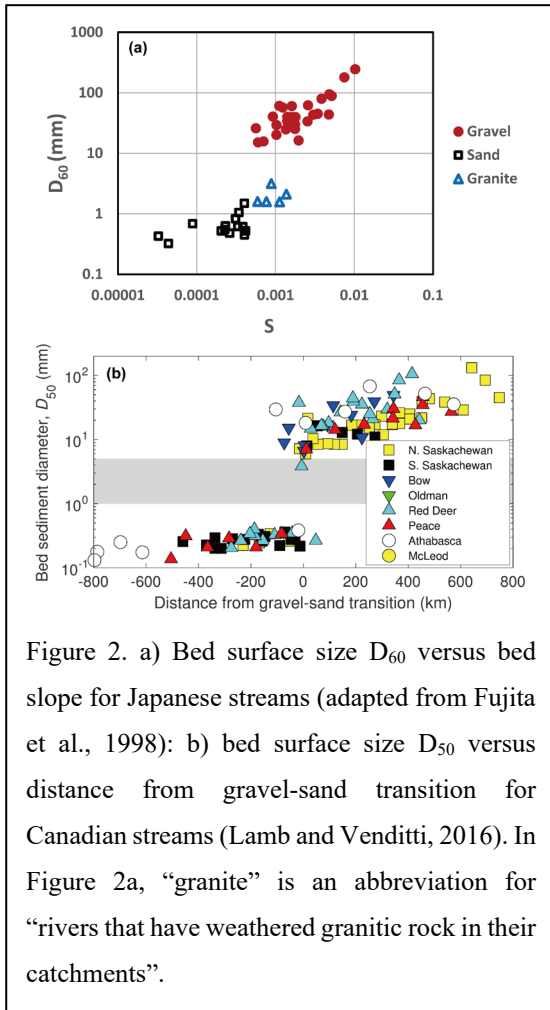 (a)
1000
100
10
1
0.1
D60 (mm)
0.00001
0.0001
0.001
0.01
0.1
S
Gravel
Sand
Granite
(b)
10²
10¹
10⁰
10⁻¹
Bed sediment diameter, D50 (mm)
-800
-600
-400
-200
0
200
400
600
800
Distance from gravel-sand transition (km)
N. Saskachewan
S. Saskachewan
Bow
Oldman
Red Deer
Peace
Athabasca
McLeod
Figure 2. a) Bed surface size D60 versus bed
slope for Japanese streams (adapted from Fujita
et al., 1998): b) bed surface size D50 versus
distance from gravel-sand transition for
Canadian streams (Lamb and Venditti, 2016). In
Figure 2a, “granite” is an abbreviation for
“rivers that have weathered granitic rock in their
catchments”.